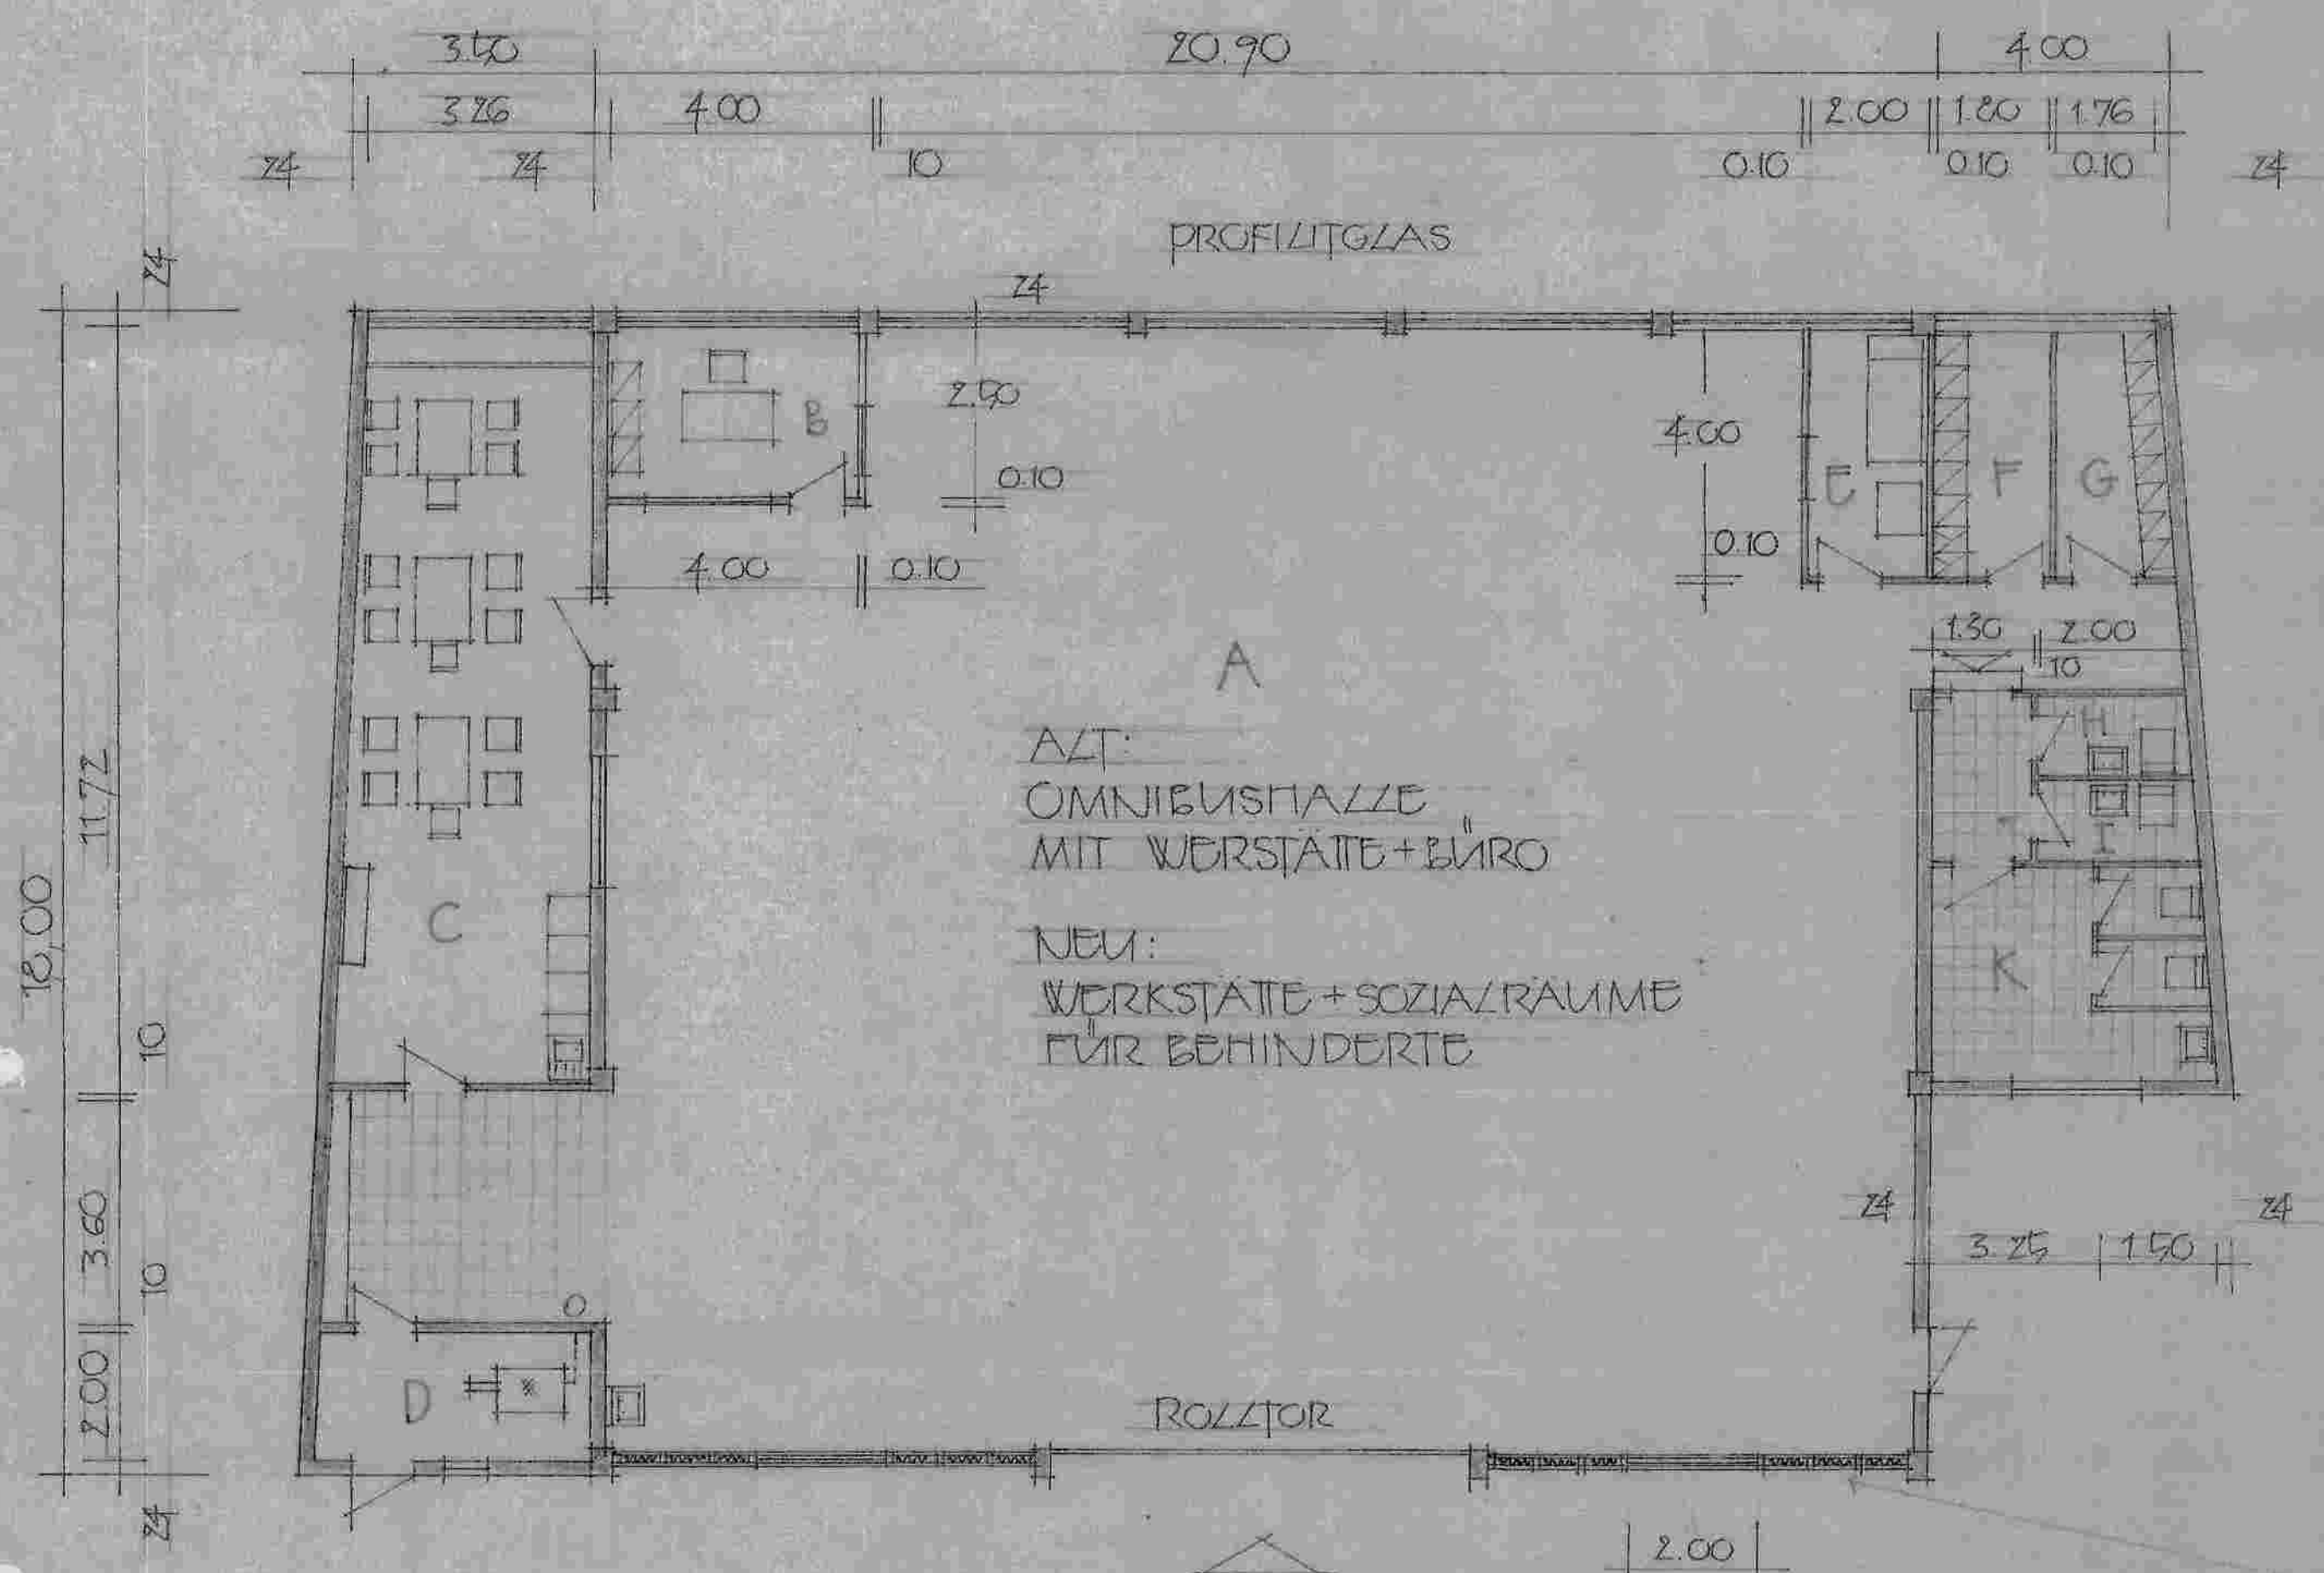 3.50 20.90 4.00
3.26 4.00 2.00 1.80 1.76
24 24 10 0.10 0.10 0.10 24
PROFILITGLAS
24
24
2.50
0.10
B
4.00
0.10
E F G
4.00 0.10
1.30 2.00
10
A
ALT:
OMNIBUSHALLE
MIT WERSTÄTTE+BÜRO
NEU:
WERKSTÄTTE+SOZIALRÄUME
FÜR BEHINDERTE
H
I
K
C
18,00
11.72
10
3.60
10
2.00
24
D
24
24
3.25 1.50
ROLLTOR
2.00